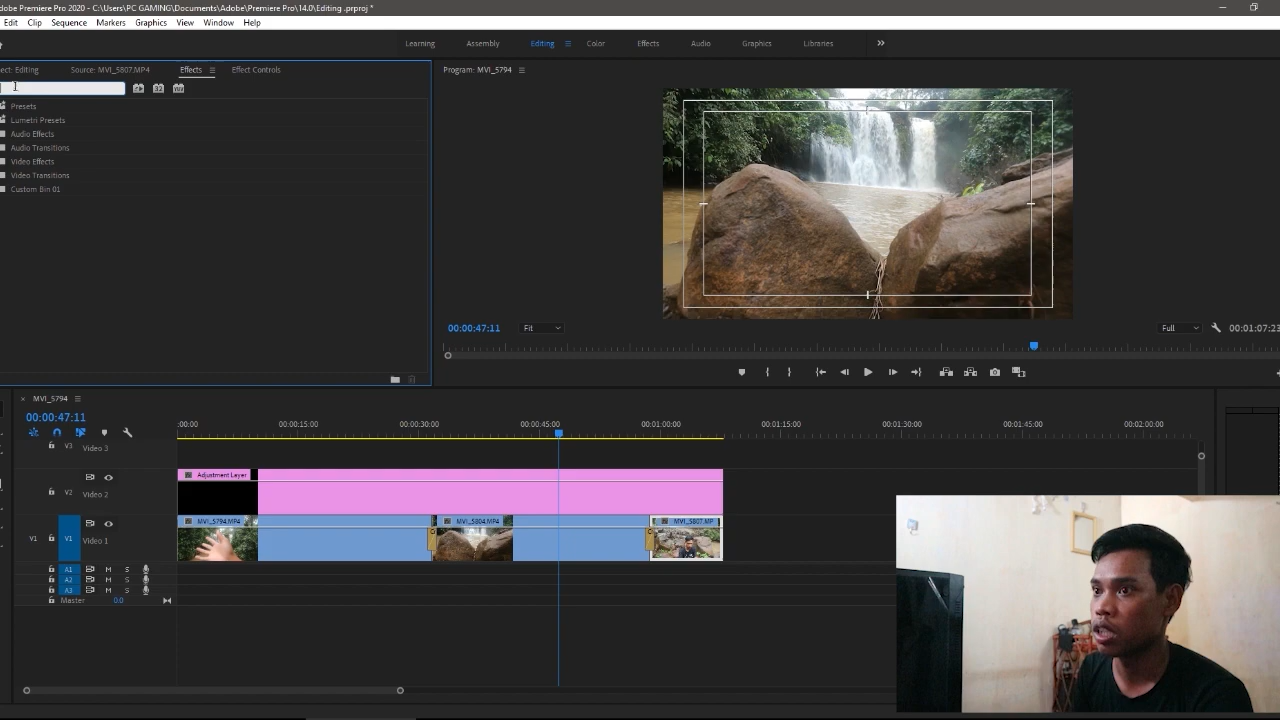 Adobe Premiere Pro 2020 - C:\Users\PC GAMING\Documents\Adobe\Premiere Pro\14.0\Editing .prproj *
Edit Clip Sequence Markers Graphics View Window Help
Learning Assembly Editing Color Effects Audio Graphics Libraries
ect: Editing Source: MVI_5807.MP4 Effects Effect Controls
Program: MVI_5794
Presets
Lumetri Presets
Audio Effects
Audio Transitions
Video Effects
Video Transitions
Custom Bin 01
00:00:47:11 Fit Full 00:01:07:23
MVI_5794
00:00:47:11
:00:00 00:00:15:00 00:00:30:00 00:00:45:00 00:01:00:00 00:01:15:00 00:01:30:00 00:01:45:00 00:02:00:00
V3 Video 3
Adjustment Layer
V2 Video 2
MVI_5794.MP4 MVI_5804.MP4 MVI_5807.MP
V1 V1 Video 1
A1 M S
A2 M S
A3 M S
Master 0.0